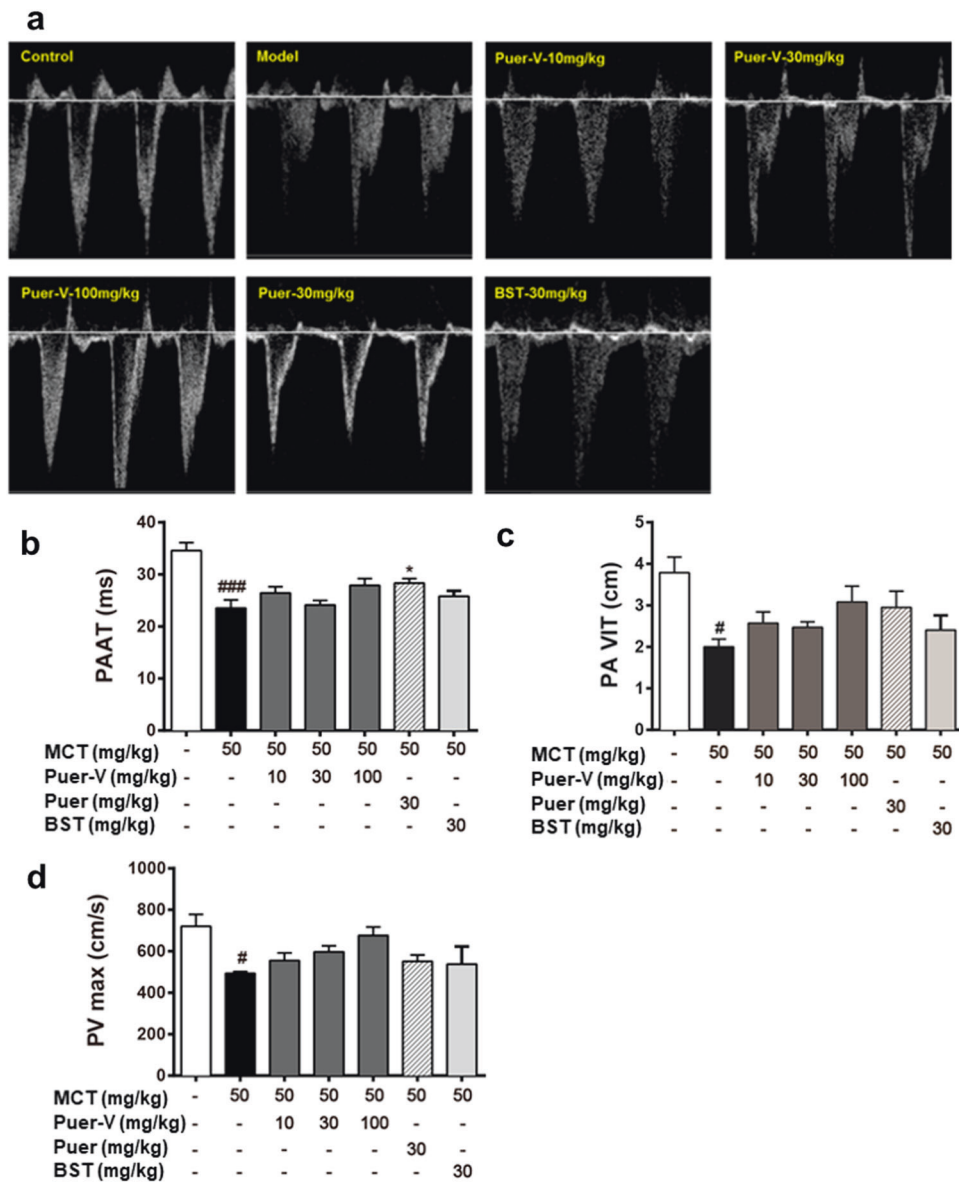 a
Control Model Puer-V-10mg/kg Puer-V-30mg/kg
Puer-V-100mg/kg Puer-30mg/kg BST-30mg/kg
b
PAAT (ms)
40
30
20
10
0
###
*
MCT (mg/kg) - 50 50 50 50 50 50
Puer-V (mg/kg) - - 10 30 100 - -
Puer (mg/kg) - - - - - 30 -
BST (mg/kg) - - - - - - 30
c
PA VIT (cm)
5
4
3
2
1
0
#
MCT (mg/kg) - 50 50 50 50 50 50
Puer-V (mg/kg) - - 10 30 100 - -
Puer (mg/kg) - - - - - 30 -
BST (mg/kg) - - - - - - 30
d
PV max (cm/s)
1000
800
600
400
200
0
#
MCT (mg/kg) - 50 50 50 50 50 50
Puer-V (mg/kg) - - 10 30 100 - -
Puer (mg/kg) - - - - - 30 -
BST (mg/kg) - - - - - - 30